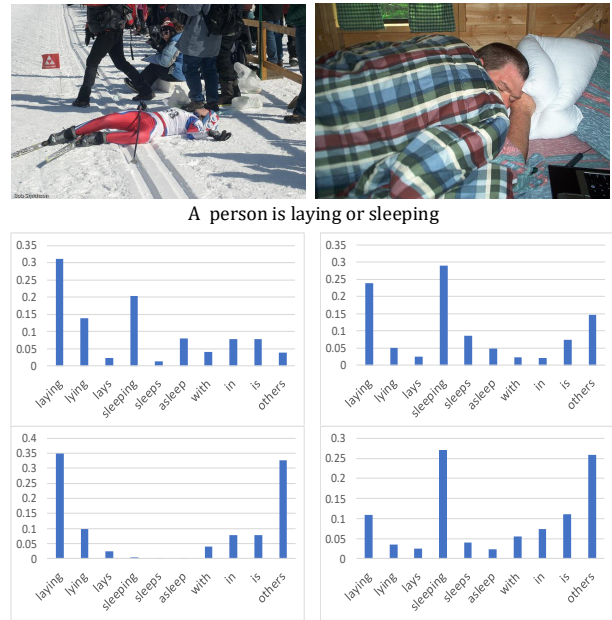 Bob Sjoblom
A person is laying or sleeping
0.35
0.3
0.25
0.2
0.15
0.1
0.05
0
laying
lying
lays
sleeping
sleeps
asleep
with
in
is
others
0.35
0.3
0.25
0.2
0.15
0.1
0.05
0
laying
lying
lays
sleeping
sleeps
asleep
with
in
is
others
0.4
0.35
0.3
0.25
0.2
0.15
0.1
0.05
0
laying
lying
lays
sleeping
sleeps
asleep
with
in
is
others
0.3
0.25
0.2
0.15
0.1
0.05
0
laying
lying
lays
sleeping
sleeps
asleep
with
in
is
others